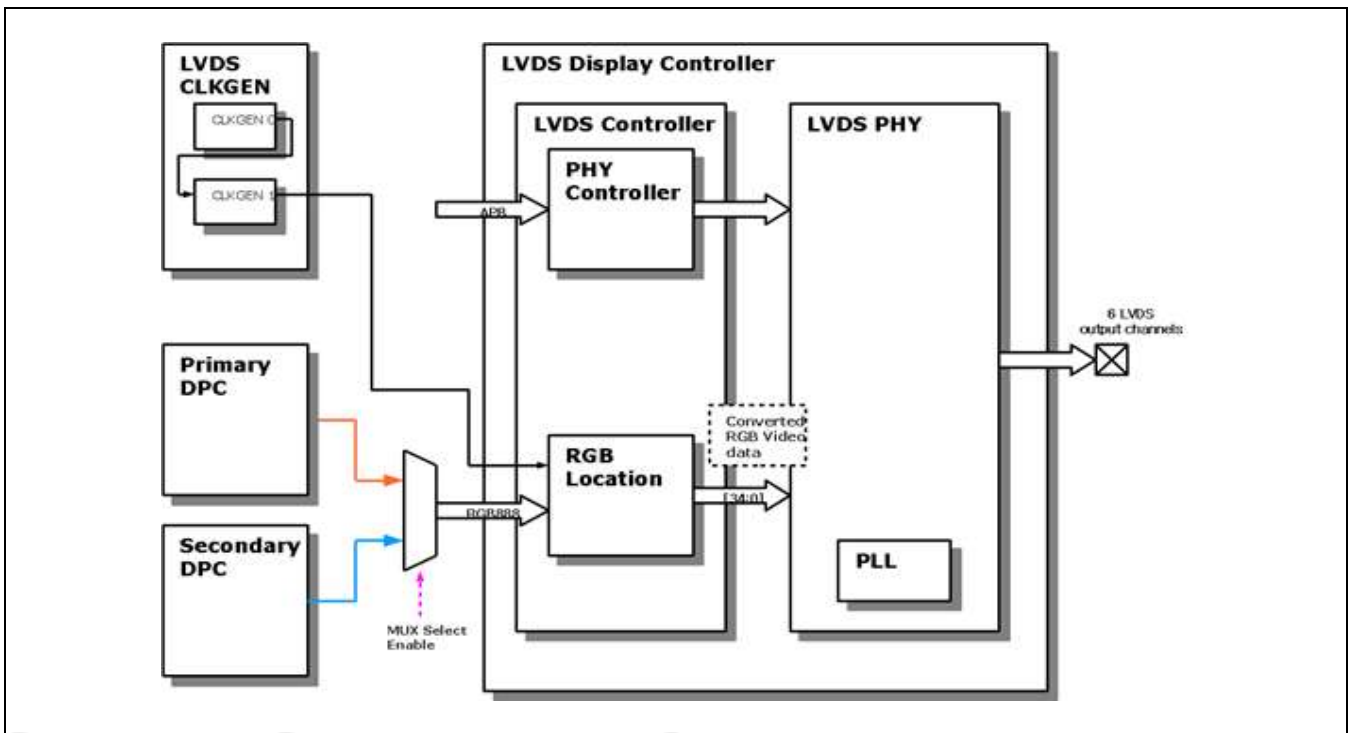 LVDS
CLKGEN
CLKGEN 0
CLKGEN 1
LVDS Display Controller
LVDS Controller
LVDS PHY
PHY
Controller
APB
6 LVDS
output channels
Primary
DPC
Converted
RGB Video
data
RGB
Location
[34:0]
RGB888
Secondary
DPC
PLL
MUX Select
Enable